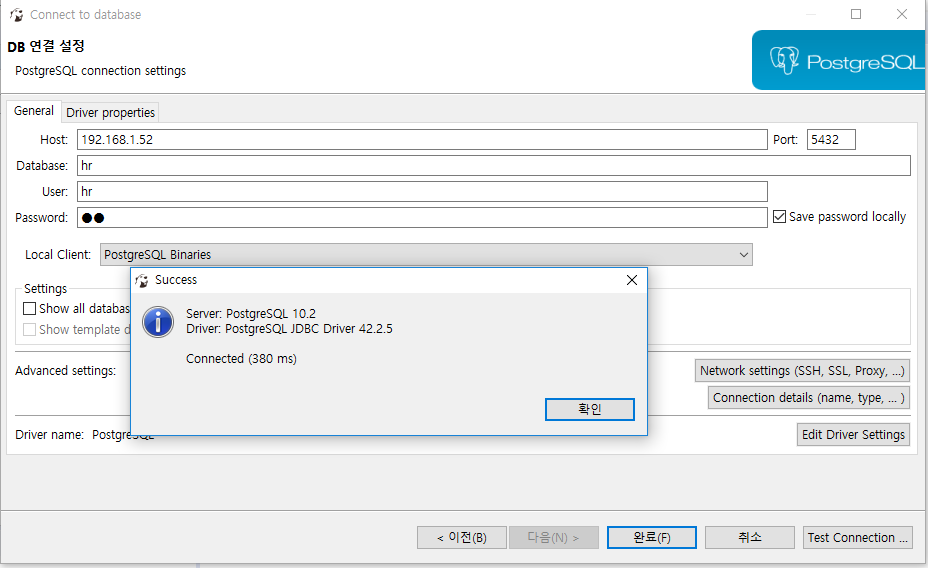 Connect to database
DB 연결 설정
PostgreSQL connection settings
PostgreSQL
General
Driver properties
Host: 192.168.1.52 Port: 5432
Database: hr
User: hr
Password: ●● Save password locally
Local Client: PostgreSQL Binaries
Success
Server: PostgreSQL 10.2
Driver: PostgreSQL JDBC Driver 42.2.5
Connected (380 ms)
확인
Settings
Show all databas
Show template d
Advanced settings:
Network settings (SSH, SSL, Proxy, ...)
Connection details (name, type, ... )
Driver name: PostgreSQL
Edit Driver Settings
< 이전(B) 다음(N) > 완료(F) 취소 Test Connection ...